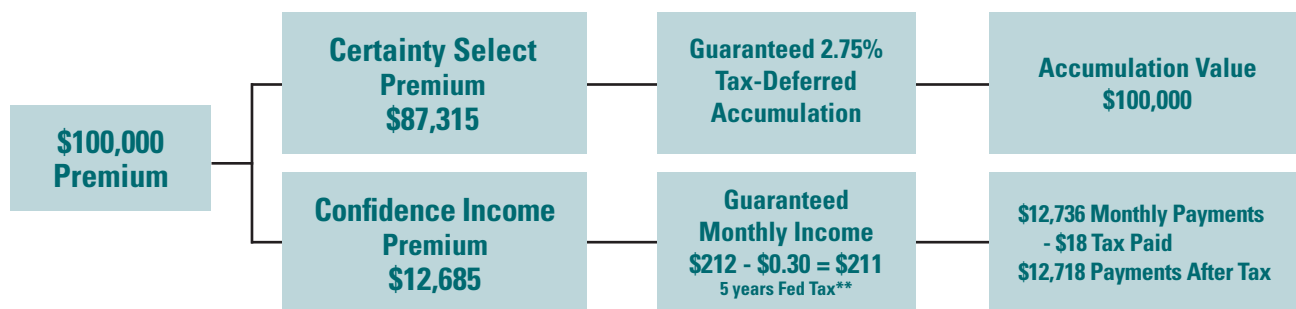 $100,000
Premium
Certainty Select
Premium
$87,315
Guaranteed 2.75%
Tax-Deferred
Accumulation
Accumulation Value
$100,000
Confidence Income
Premium
$12,685
Guaranteed
Monthly Income
$212 - $0.30 = $211
5 years Fed Tax**
$12,736 Monthly Payments
- $18 Tax Paid
$12,718 Payments After Tax